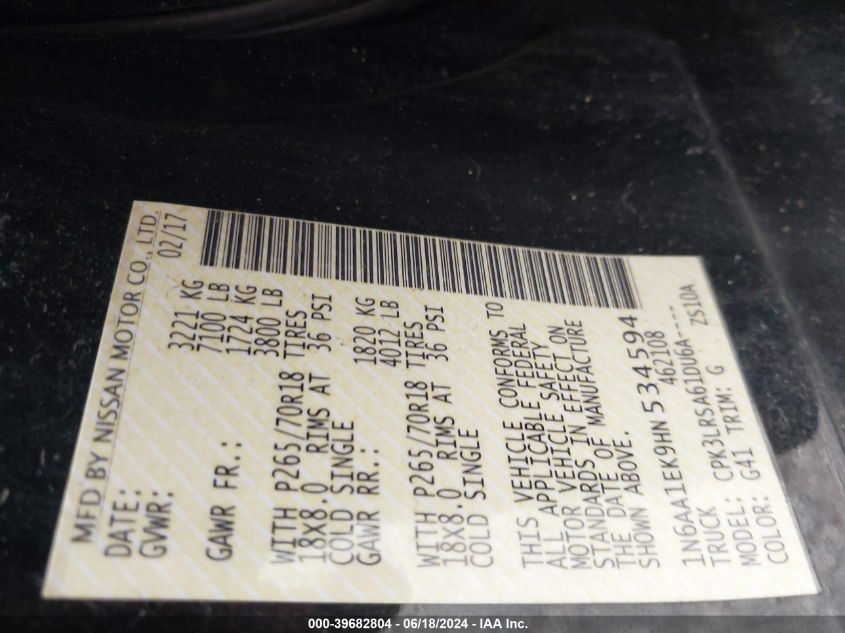 MFD BY NISSAN MOTOR CO., LTD.
DATE: 02/17
GVWR: 3221 KG
7100 LB
GAWR FR.: 1724 KG
3800 LB
WITH P265/70R18 TIRES
18X8.0 RIMS AT 36 PSI
COLD SINGLE
GAWR RR.: 1820 KG
4012 LB
WITH P265/70R18 TIRES
18X8.0 RIMS AT 36 PSI
COLD SINGLE
THIS VEHICLE CONFORMS TO
ALL APPLICABLE FEDERAL
MOTOR VEHICLE SAFETY
STANDARDS IN EFFECT ON
THE DATE OF MANUFACTURE
SHOWN ABOVE.
1N6AA1EK9HN534594
TRUCK 462108
MODEL: CPK3LRSA61DU6A----
COLOR: G41 TRIM: G ZS10A
000-39682804 - 06/18/2024 - IAA Inc.